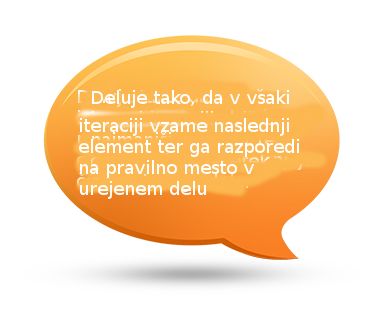 Deluje tako, da v vsaki
iteraciji vzame naslednji
element ter ga razporedi
na pravilno mesto v
urejenem delu